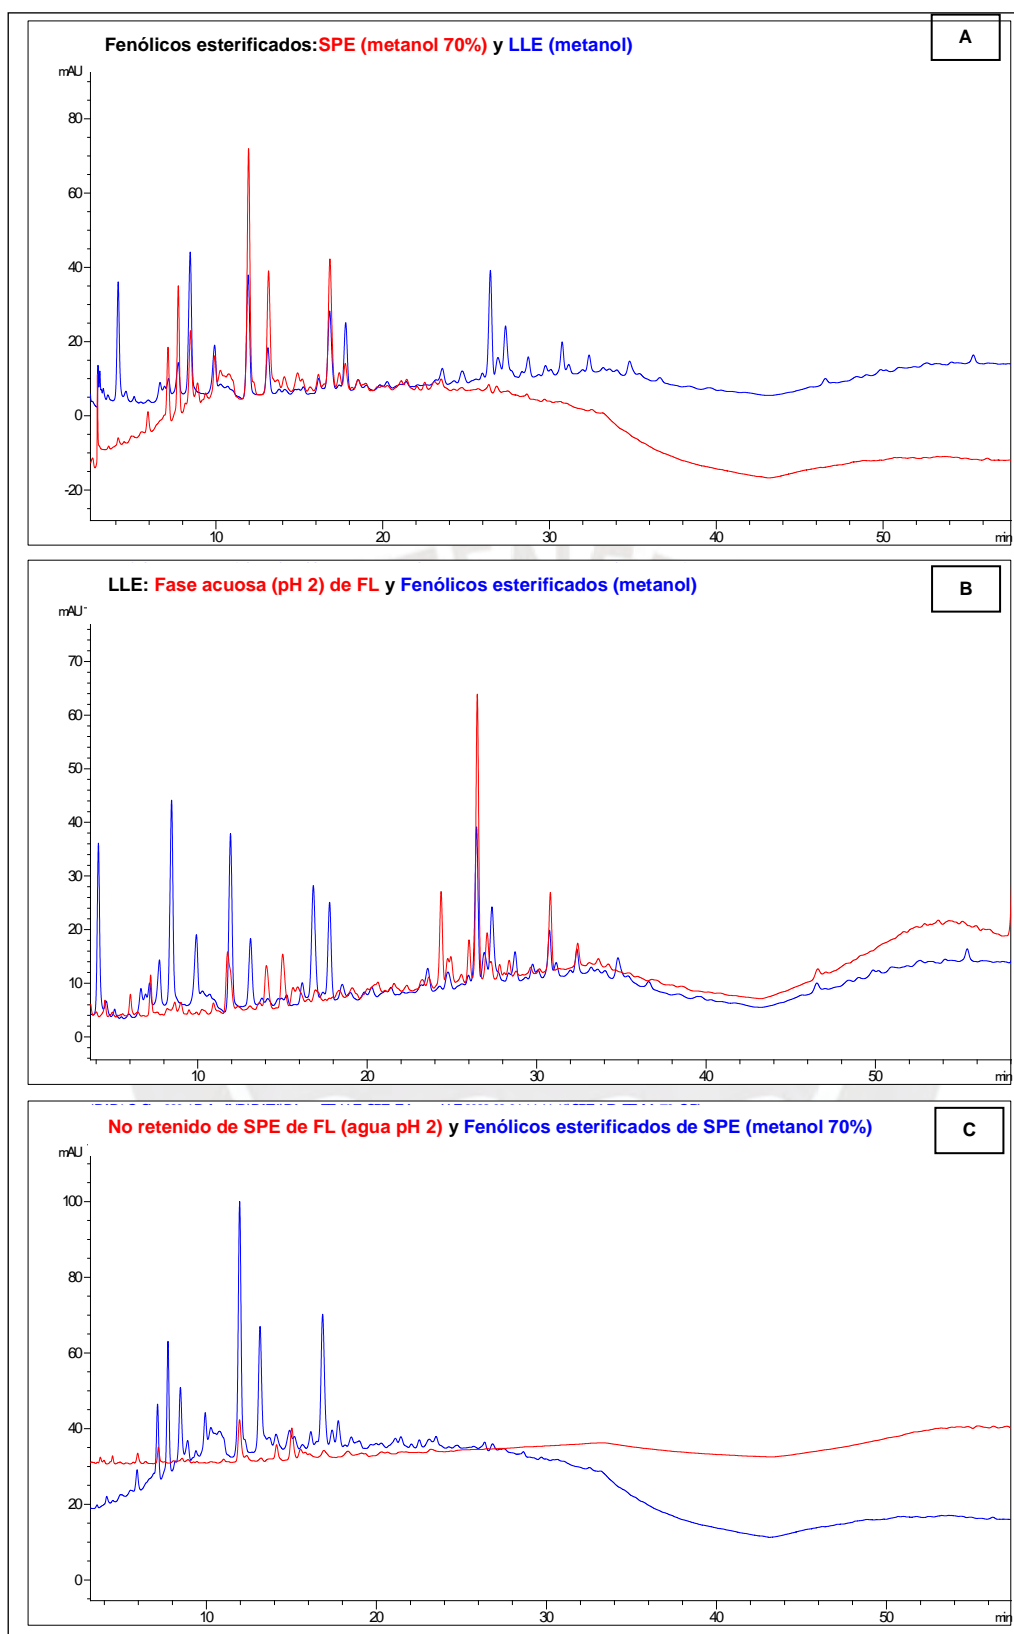 Fenólicos esterificados:SPE (metanol 70%) y LLE (metanol)
A
mAU
80
60
40
20
0
-20
10 20 30 40 50 min
LLE: Fase acuosa (pH 2) de FL y Fenólicos esterificados (metanol)
B
mAU
70
60
50
40
30
20
10
0
10 20 30 40 50 min
No retenido de SPE de FL (agua pH 2) y Fenólicos esterificados de SPE (metanol 70%)
C
mAU
100
80
60
40
20
0
10 20 30 40 50 min